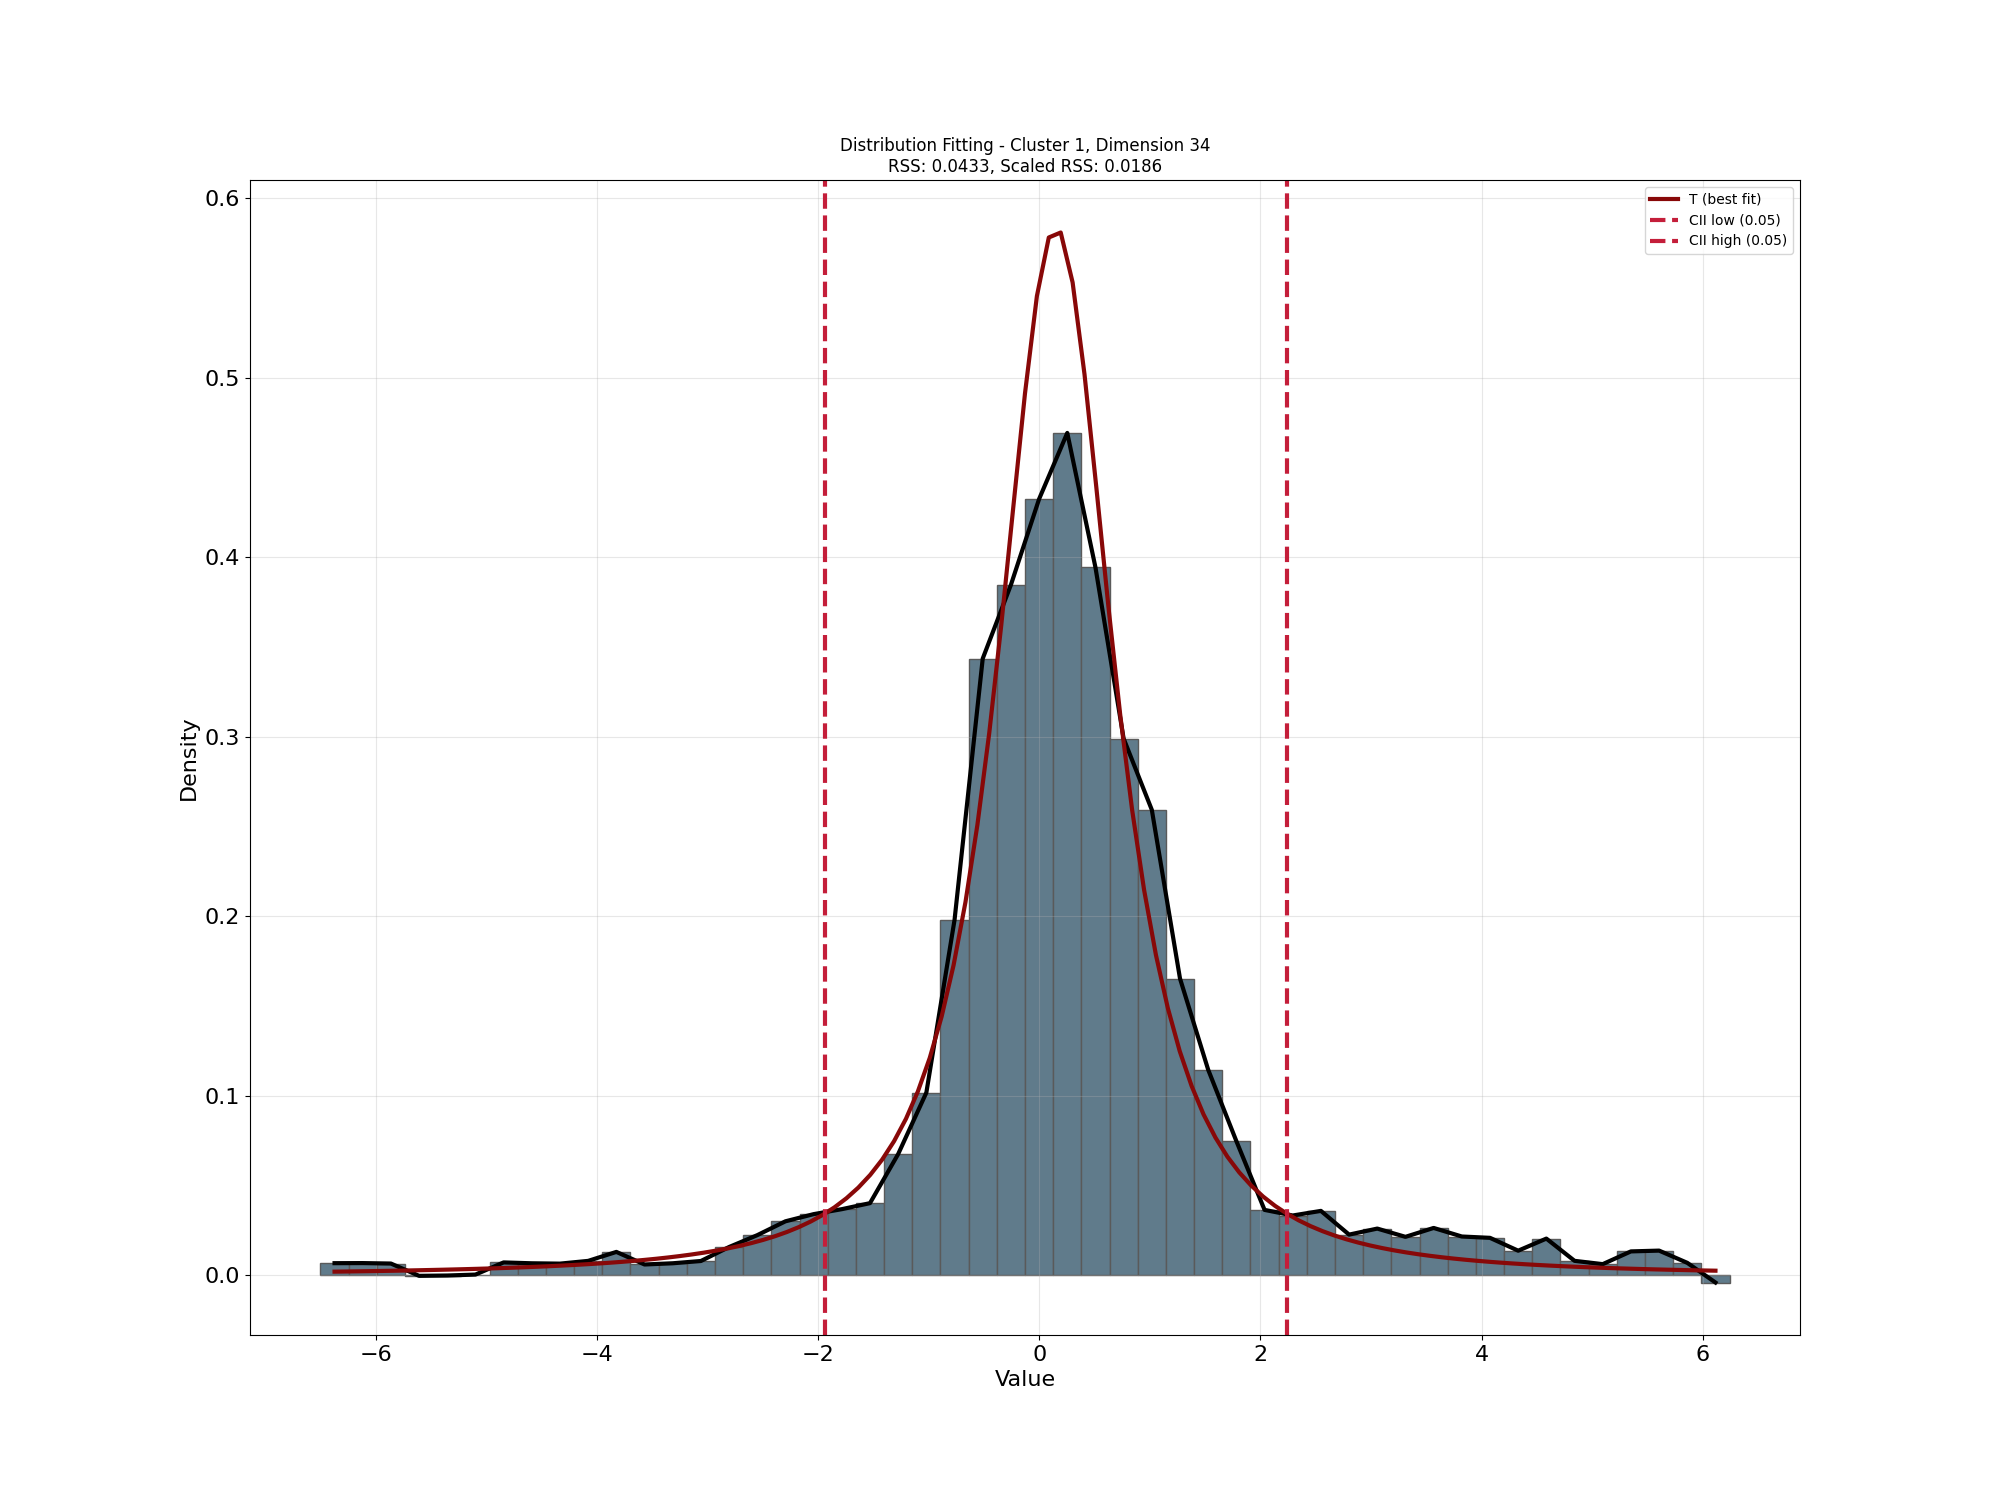 Distribution Fitting - Cluster 1, Dimension 34
RSS: 0.0433, Scaled RSS: 0.0186
T (best fit)
CII low (0.05)
CII high (0.05)
Density
0.6
0.5
0.4
0.3
0.2
0.1
0.0
−6 −4 −2 0 2 4 6
Value